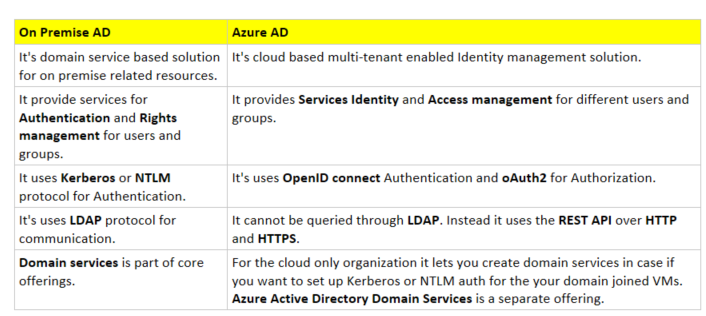 On Premise AD
Azure AD
It's domain service based solution
for on premise related resources.
It's cloud based multi-tenant enabled Identity management solution.
It provide services for
Authentication and Rights
management for users and
groups.
It provides Services Identity and Access management for different users and
groups.
It uses Kerberos or NTLM
protocol for Authentication.
It's uses OpenID connect Authentication and oAuth2 for Authorization.
It's uses LDAP protocol for
communication.
It cannot be queried through LDAP. Instead it uses the REST API over HTTP
and HTTPS.
Domain services is part of core
offerings.
For the cloud only organization it lets you create domain services in case if
you want to set up Kerberos or NTLM auth for the your domain joined VMs.
Azure Active Directory Domain Services is a separate offering.